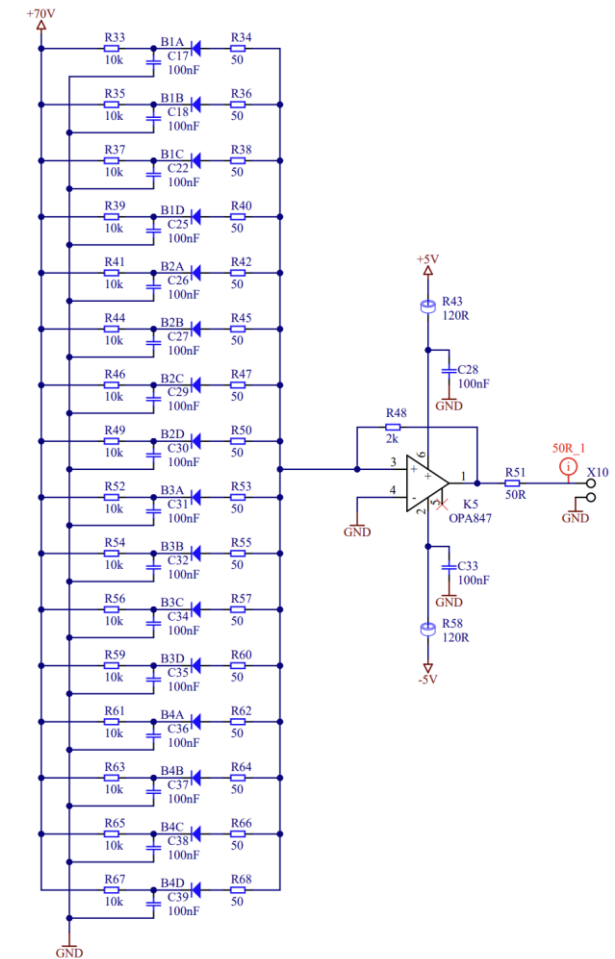 +70V
R33 B1A R34
10k C17 50
100nF
R35 B1B R36
10k C18 50
100nF
R37 B1C R38
10k C22 50
100nF
R39 B1D R40
10k C25 50
100nF
R41 B2A R42
10k C26 50
100nF
R44 B2B R45
10k C27 50
100nF
R46 B2C R47
10k C29 50
100nF
R49 B2D R50
10k C30 50
100nF
R52 B3A R53
10k C31 50
100nF
R54 B3B R55
10k C32 50
100nF
R56 B3C R57
10k C34 50
100nF
R59 B3D R60
10k C35 50
100nF
R61 B4A R62
10k C36 50
100nF
R63 B4B R64
10k C37 50
100nF
R65 B4C R66
10k C38 50
100nF
R67 B4D R68
10k C39 50
100nF
GND
+5V
R43
120R
C28
100nF
GND
R48
2k
3
+
6
+
1
4
-
2
5
K5
OPA847
GND
R51
50R
50R_1
i
X10
GND
C33
100nF
GND
R58
120R
-5V